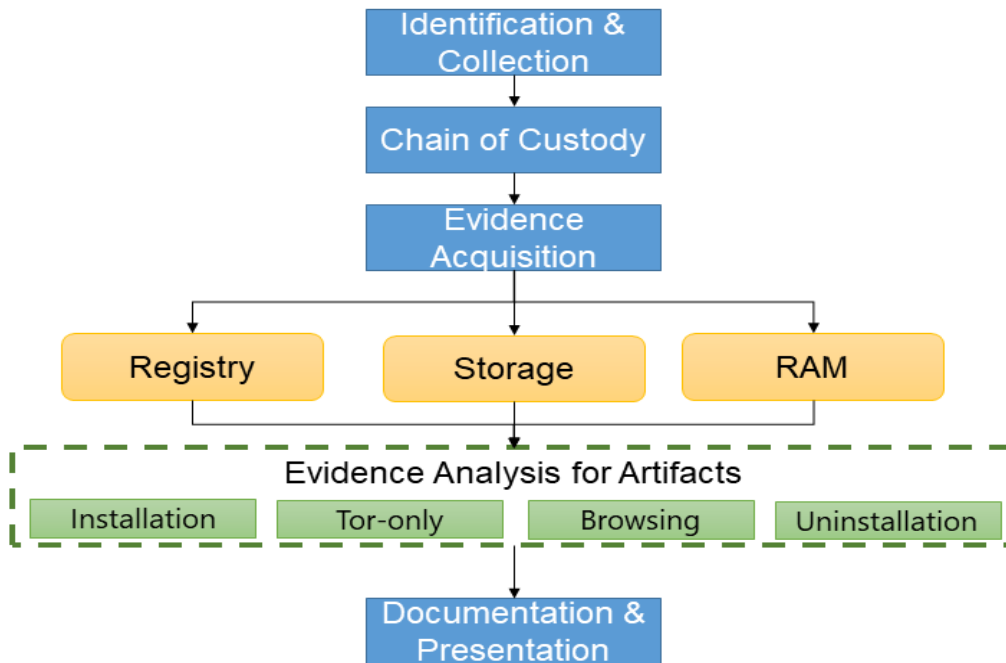 Identification &
Collection
Chain of Custody
Evidence
Acquisition
Registry
Storage
RAM
Evidence Analysis for Artifacts
Installation
Tor-only
Browsing
Uninstallation
Documentation &
Presentation